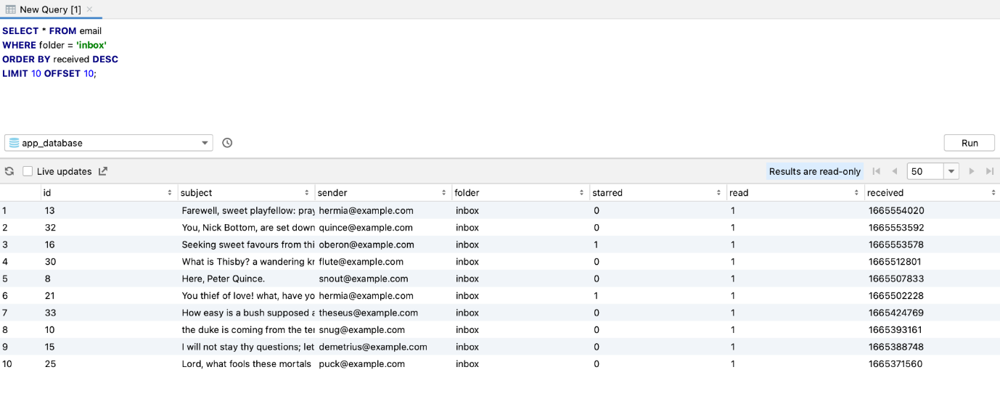 New Query [1]
SELECT * FROM email
WHERE folder = 'inbox'
ORDER BY received DESC
LIMIT 10 OFFSET 10;
app_database
Run
Live updates Results are read-only 50
id subject sender folder starred read received
1 13 Farewell, sweet playfellow: pray hermia@example.com inbox 0 1 1665554020
2 32 You, Nick Bottom, are set down quince@example.com inbox 0 1 1665553592
3 16 Seeking sweet favours from thi oberon@example.com inbox 1 1 1665553578
4 30 What is Thisby? a wandering kr flute@example.com inbox 0 1 1665512801
5 8 Here, Peter Quince. snout@example.com inbox 0 1 1665507833
6 21 You thief of love! what, have yo hermia@example.com inbox 1 1 1665502228
7 33 How easy is a bush supposed theseus@example.com inbox 0 1 1665424769
8 10 the duke is coming from the ter snug@example.com inbox 0 1 1665393161
9 15 I will not stay thy questions; let demetrius@example.com inbox 0 1 1665388748
10 25 Lord, what fools these mortals puck@example.com inbox 0 1 1665371560